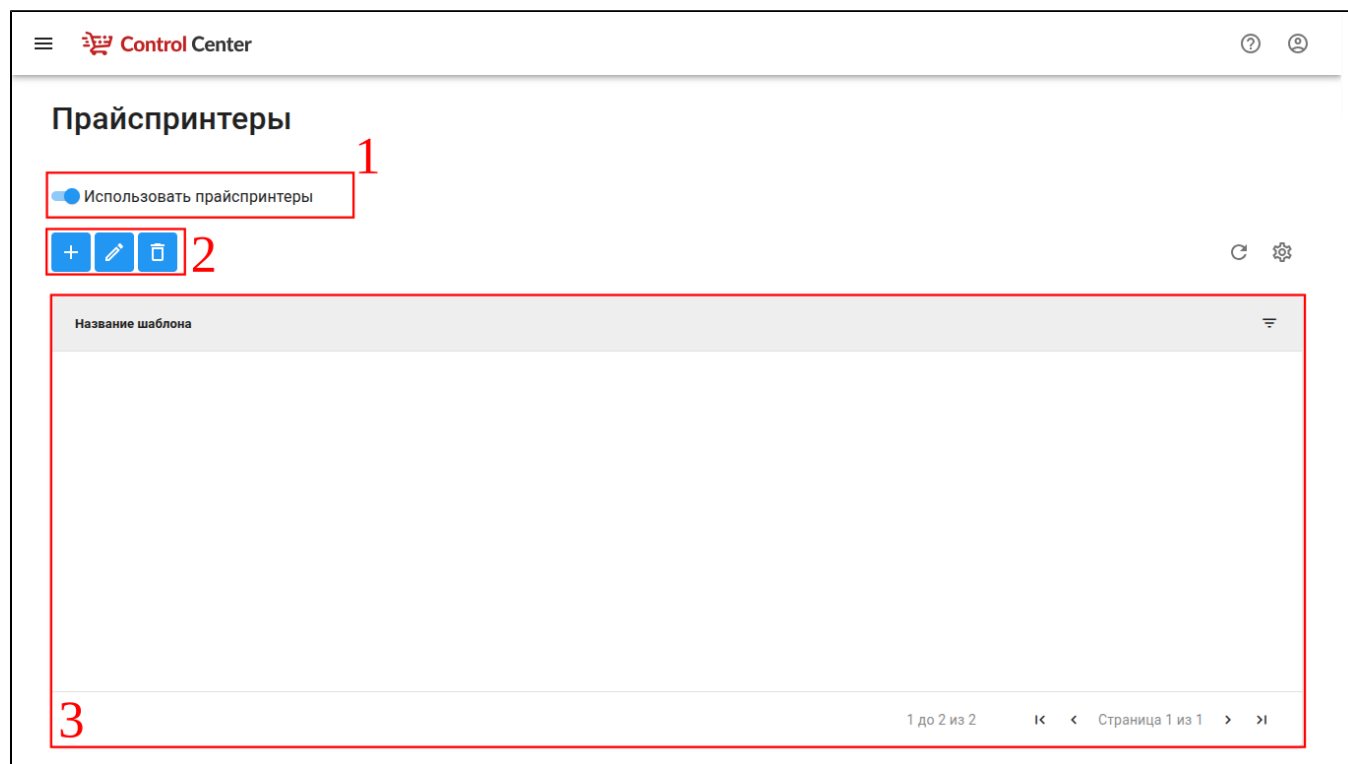 Control Center
Прайспринтеры
1
Использовать прайспринтеры
2
Название шаблона
3
1 до 2 из 2 Страница 1 из 1